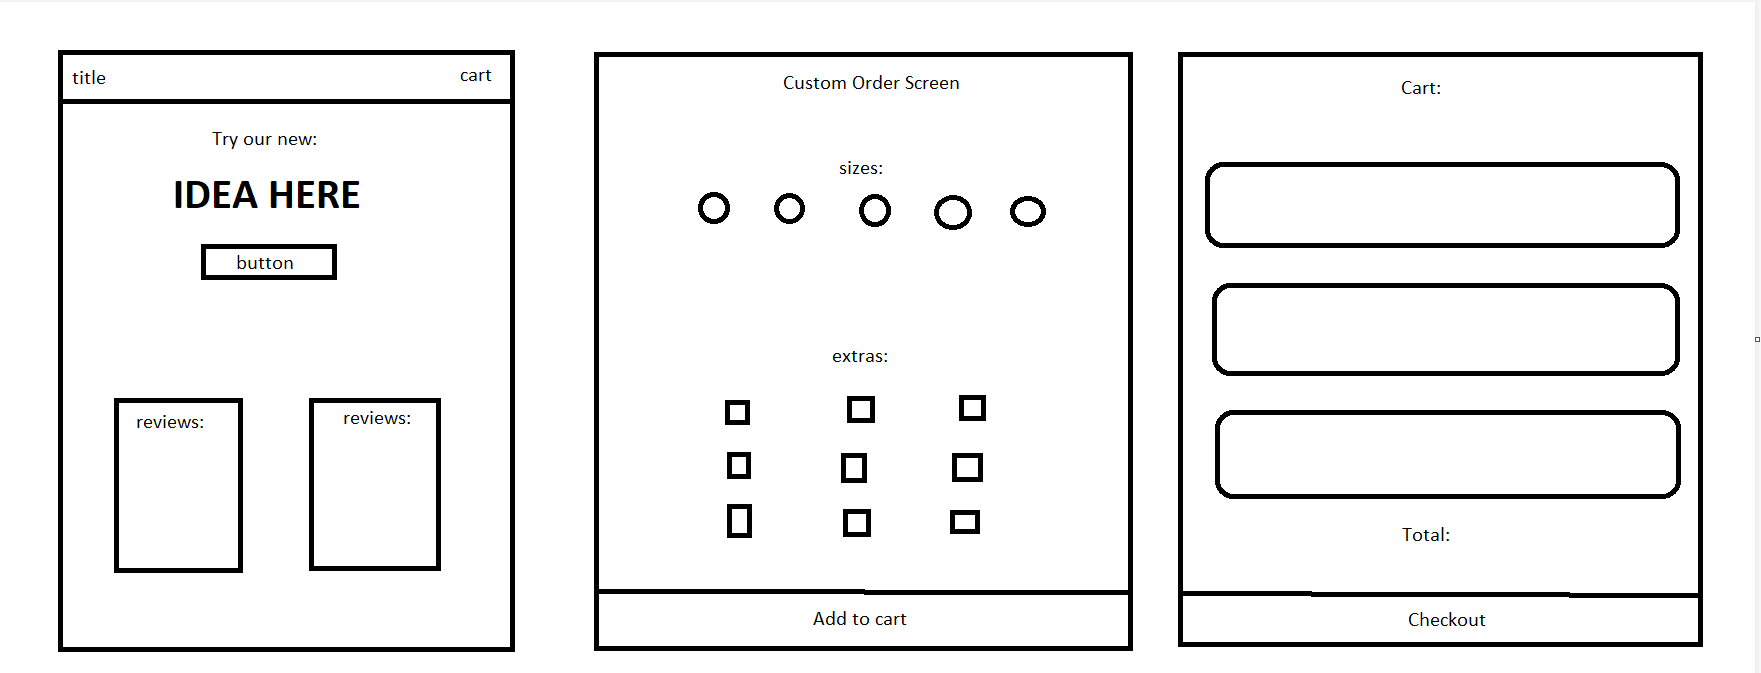 title
cart
Try our new:
IDEA HERE
button
reviews:
reviews:
Custom Order Screen
sizes:
extras:
Add to cart
Cart:
Total:
Checkout